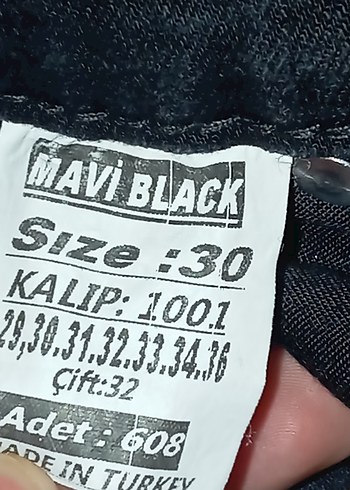 MAVİ BLACK
Size :30
KALIP: 1001
29,30.31.32.33.34.36
Çift:32
Adet : 608
MADE IN TURKEY